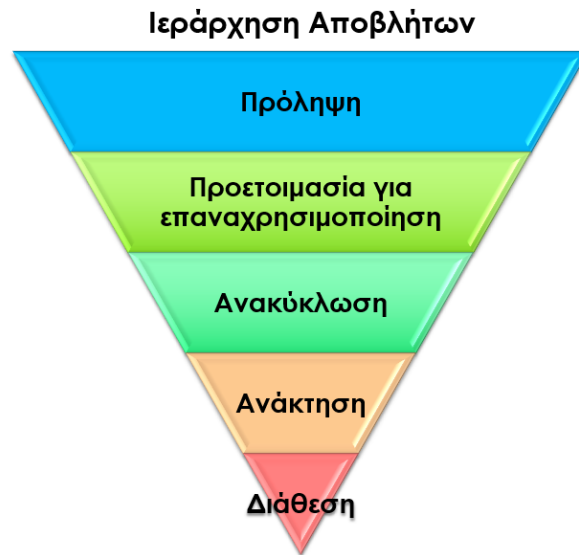 Ιεράρχηση Αποβλήτων
Πρόληψη
Προετοιμασία για
επαναχρησιμοποίηση
Ανακύκλωση
Ανάκτηση
Διάθεση